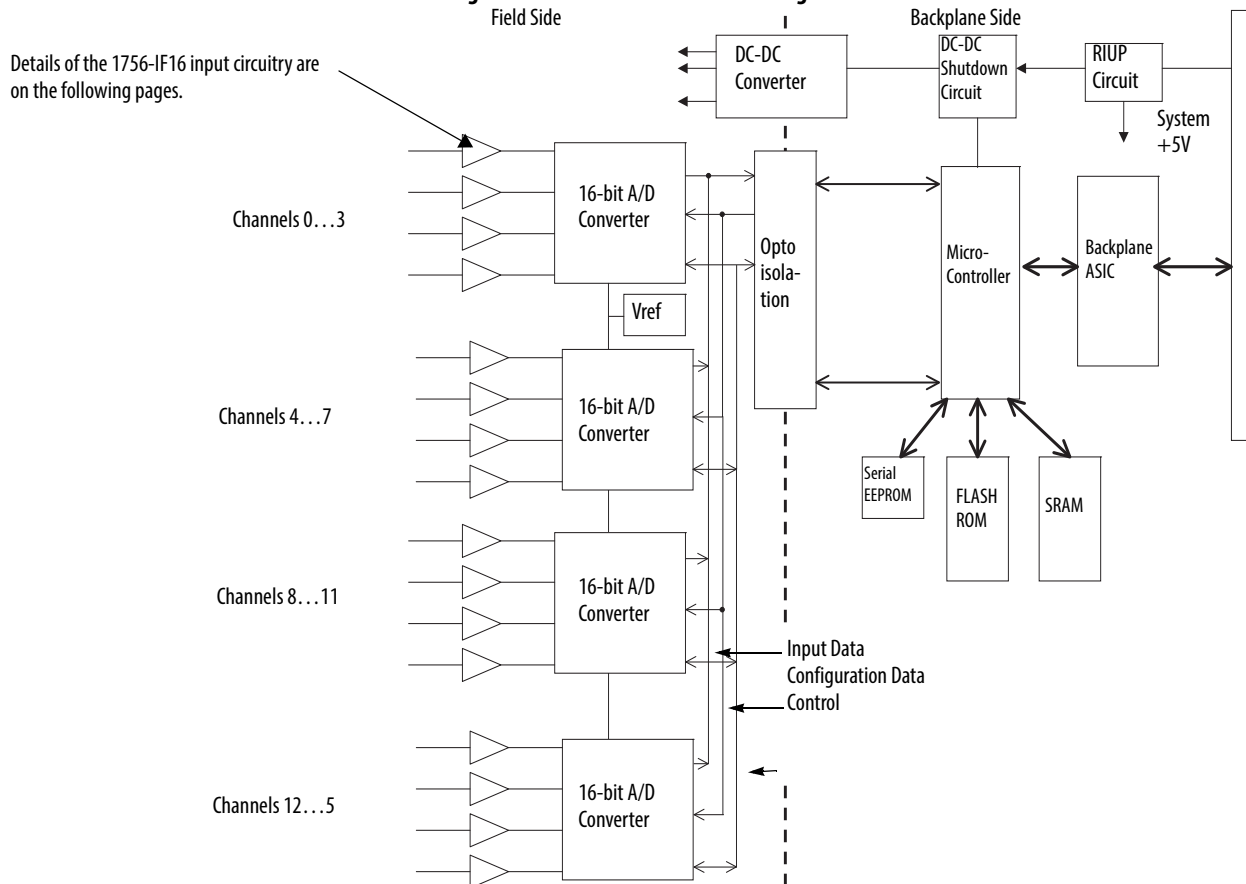 Field Side
Backplane Side
Details of the 1756-IF16 input circuitry are
on the following pages.
DC-DC
Converter
DC-DC
Shutdown
Circuit
RIUP
Circuit
System
+5V
Channels 0...3
16-bit A/D
Converter
Opto
isola-
tion
Micro-
Controller
Backplane
ASIC
Vref
Channels 4...7
16-bit A/D
Converter
Serial
EEPROM
FLASH
ROM
SRAM
Channels 8...11
16-bit A/D
Converter
Input Data
Configuration Data
Control
Channels 12...5
16-bit A/D
Converter